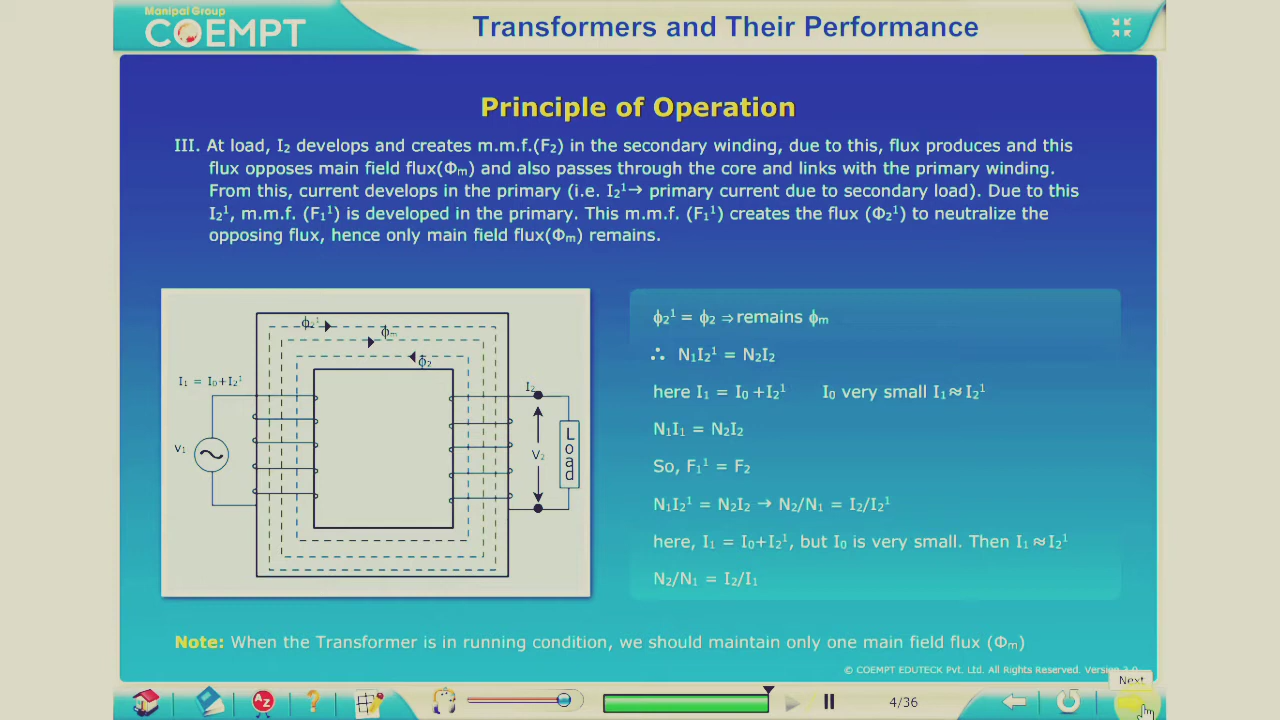 Manipal Group
COEMPT
Transformers and Their Performance
Principle of Operation
III. At load, I₂ develops and creates m.m.f.(F₂) in the secondary winding, due to this, flux produces and this
flux opposes main field flux(Φₘ) and also passes through the core and links with the primary winding.
From this, current develops in the primary (i.e. I₂¹→ primary current due to secondary load). Due to this
I₂¹, m.m.f. (F₁¹) is developed in the primary. This m.m.f. (F₁¹) creates the flux (Φ₂¹) to neutralize the
opposing flux, hence only main field flux(Φₘ) remains.
ϕ₂¹
ϕₘ
ϕ₂
I₁ = I₀+I₂¹
I₂
V₁
V₂
Load
ϕ₂¹ = ϕ₂ ⇒ remains ϕₘ
∴ N₁I₂¹ = N₂I₂
here I₁ = I₀ +I₂¹ I₀ very small I₁ ≈ I₂¹
N₁I₁ = N₂I₂
So, F₁¹ = F₂
N₁I₂¹ = N₂I₂ → N₂/N₁ = I₂/I₂¹
here, I₁ = I₀+I₂¹, but I₀ is very small. Then I₁ ≈ I₂¹
N₂/N₁ = I₂/I₁
Note: When the Transformer is in running condition, we should maintain only one main field flux (Φₘ)
© COEMPT EDUTECK Pvt. Ltd. All Rights Reserved. Version 2.0
Next
AZ
?
4/36